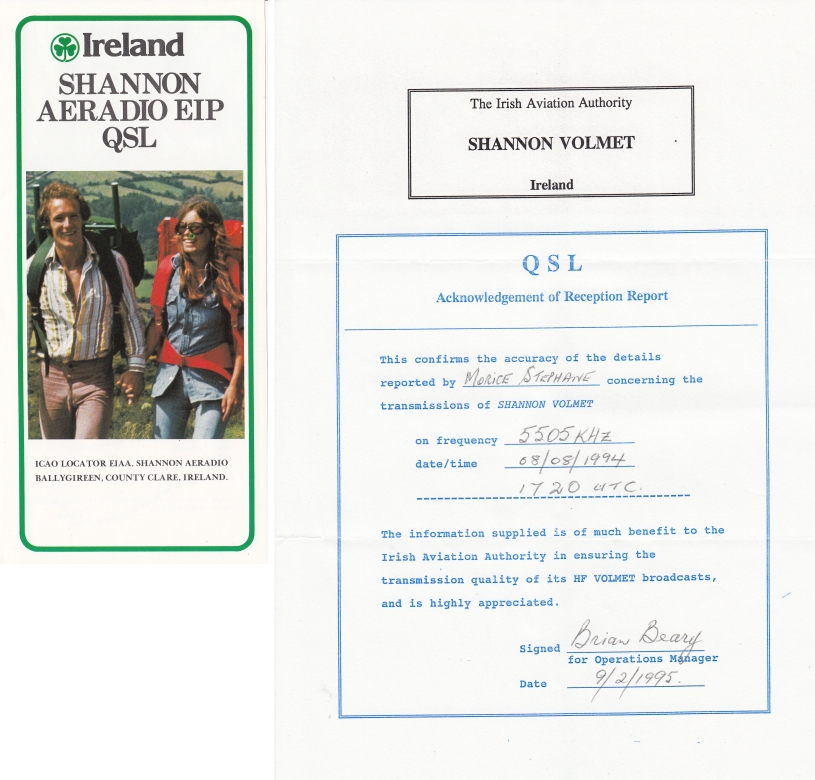 Ireland
SHANNON
AERADIO EIP
QSL
ICAO LOCATOR EIAA. SHANNON AERADIO
BALLYGIREEN, COUNTY CLARE, IRELAND.
The Irish Aviation Authority
SHANNON VOLMET
Ireland
QSL
Acknowledgement of Reception Report
This confirms the accuracy of the details
reported by MORICE STEPHANE concerning the
transmissions of SHANNON VOLMET
on frequency 5505 KHz
date/time 08/08/1994
1720 UTC.
The information supplied is of much benefit to the
Irish Aviation Authority in ensuring the
transmission quality of its HF VOLMET broadcasts,
and is highly appreciated.
Signed Brian Beary
for Operations Manager
Date 9/2/1995.